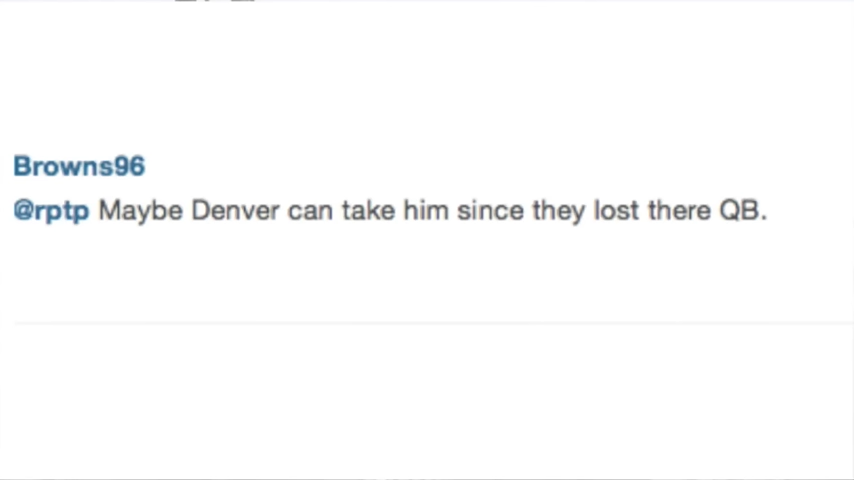 Browns96
@rptp Maybe Denver can take him since they lost there QB.